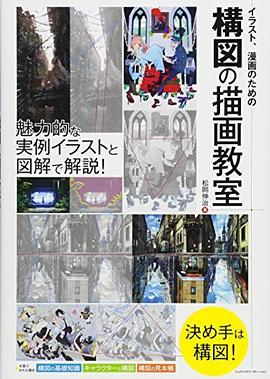 イラスト、漫画のための
構図の描画教室
松岡伸治 著
魅力的な
実例イラストと
図解で解説!
決め手は
構図!
構図の基礎知識
キャラクターと構図
構図の見本帳